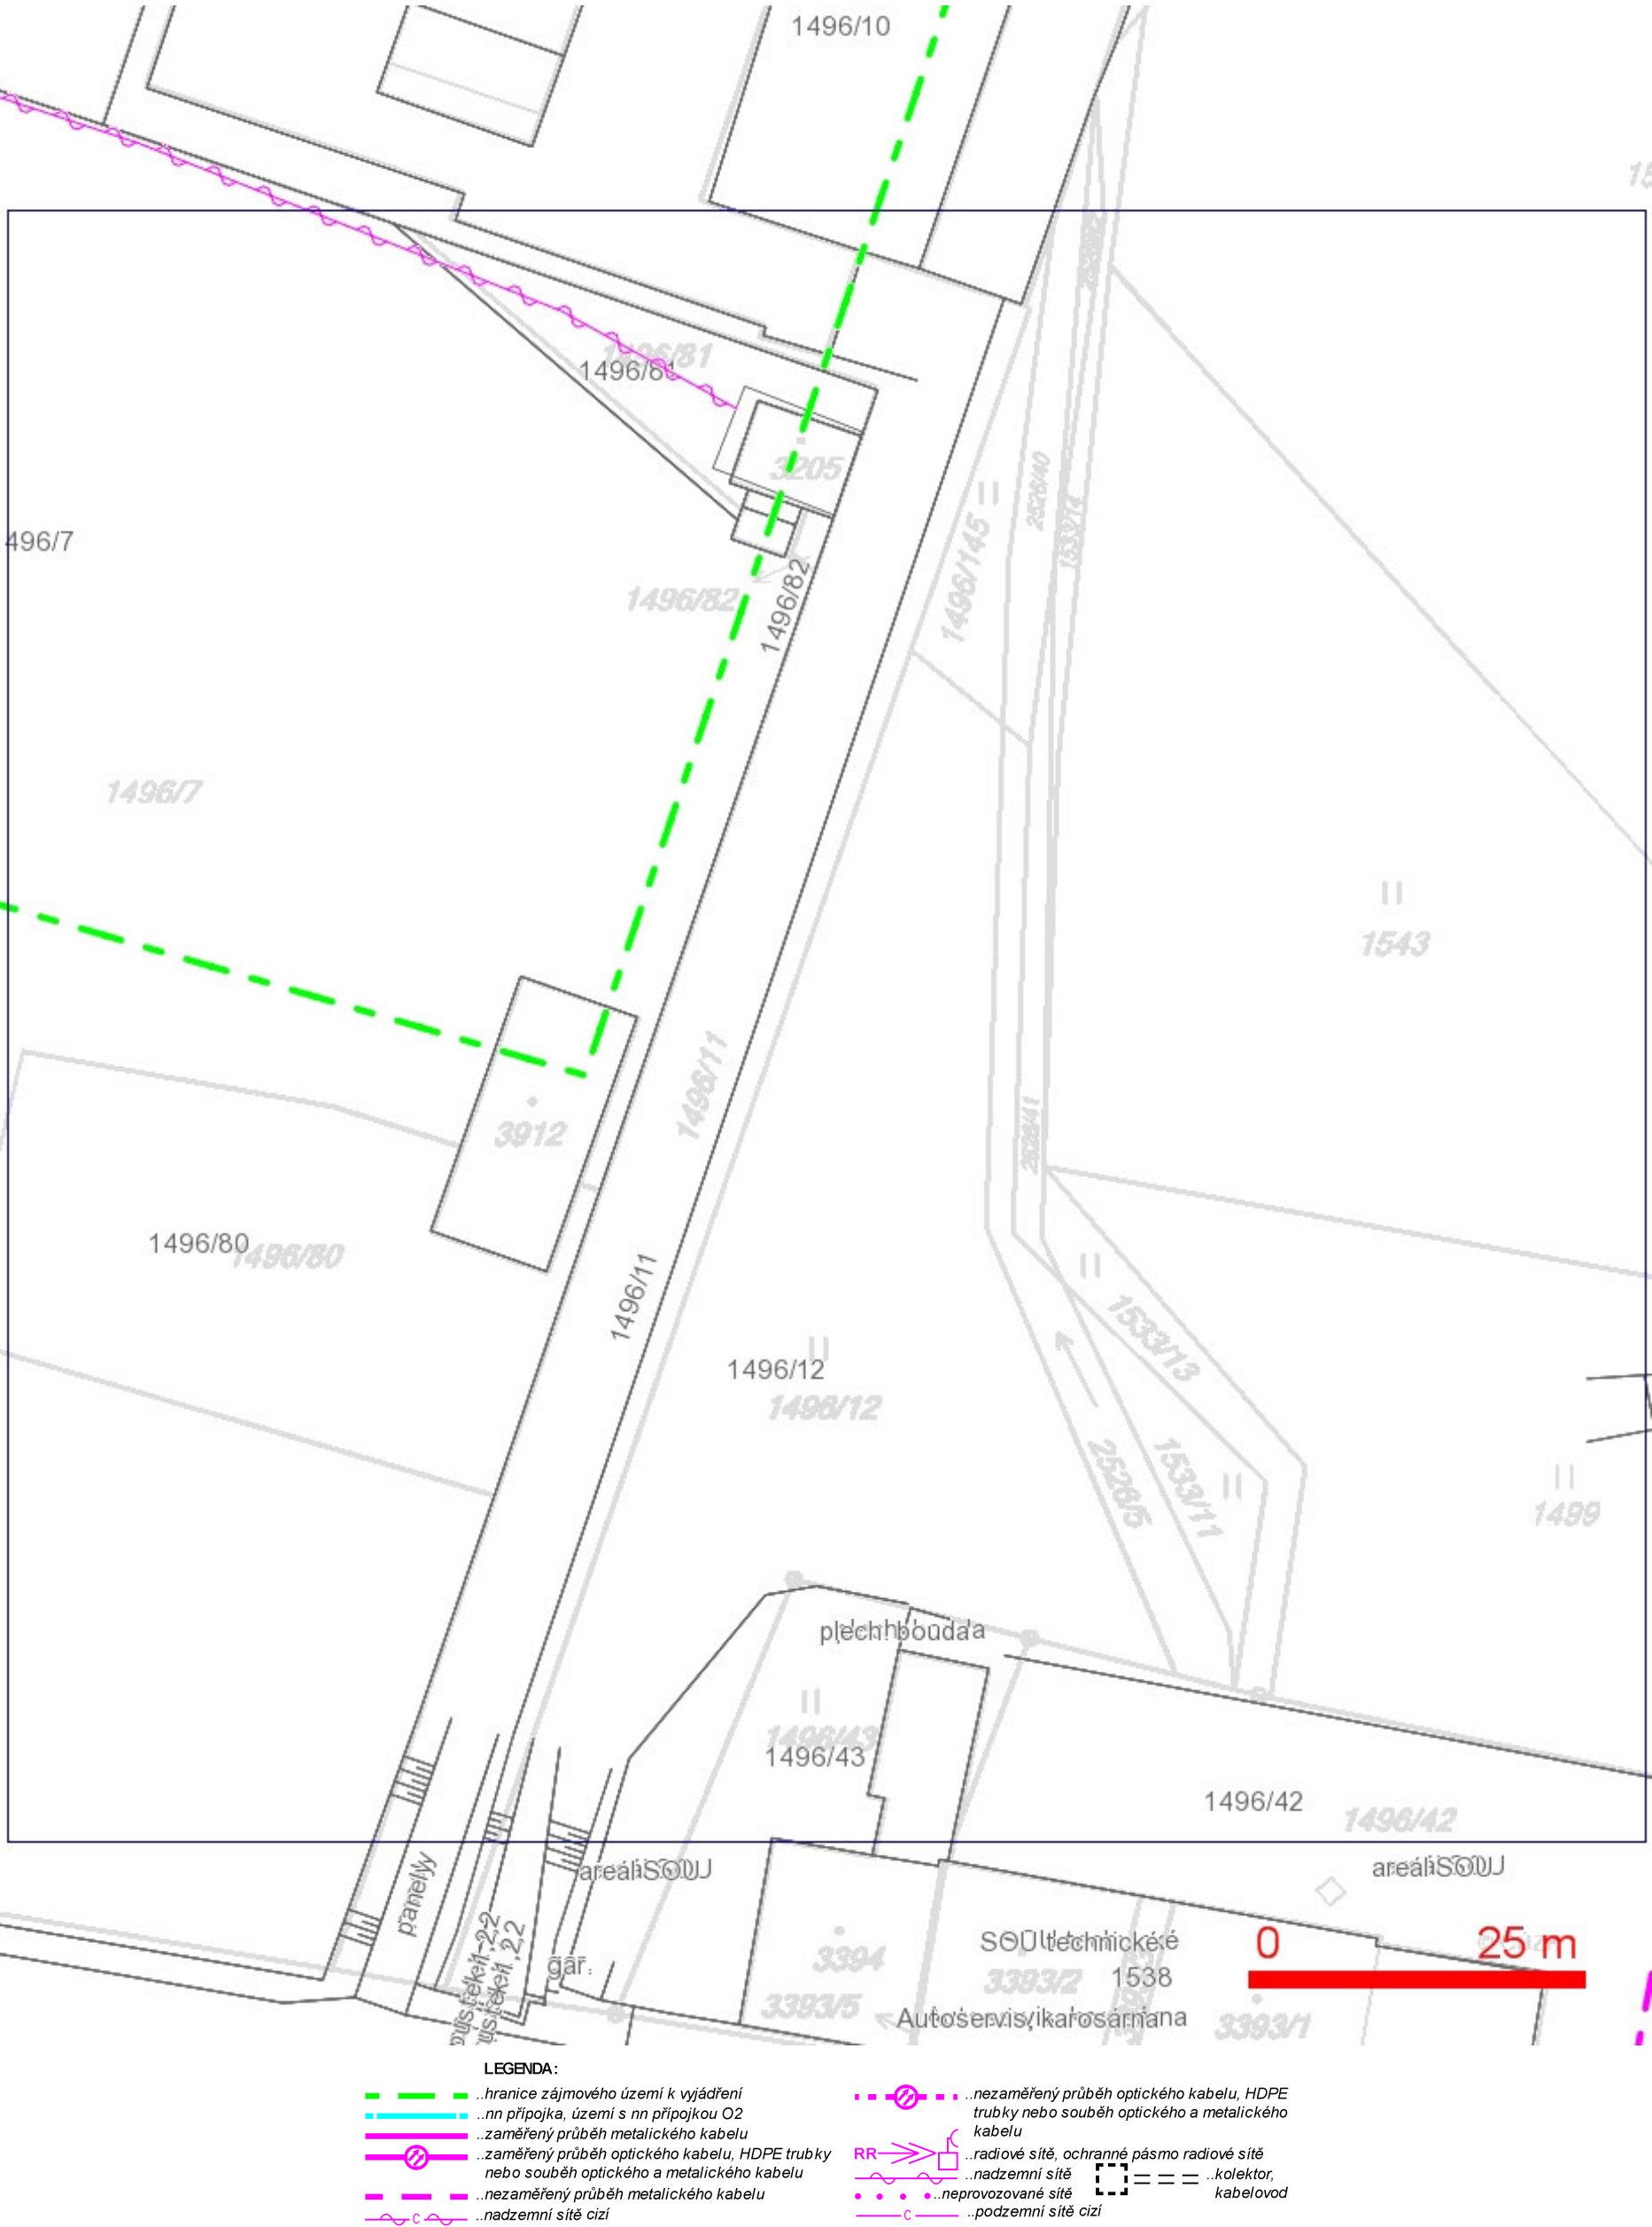 1496/10
1496/81
1496/81
3205
496/7
1496/82
1496/82
1496/145
2526/40
1533/14
1496/7
1543
1496/11
3912
2526/41
1496/80
1496/80
1496/11
1533/13
1496/12
1496/12
2526/5
1533/11
1499
plech. bouda
1496/43
1496/43
1496/42
1496/42
areál SOU
areál SOU
panely
gar.
3394
SOU technické
3393/2
1538
3393/5
Autoservis, karosárna
3393/1
0 25 m
LEGENDA:
..hranice zájmového území k vyjádření
..nn přípojka, území s nn přípojkou O2
..zaměřený průběh metalického kabelu
..zaměřený průběh optického kabelu, HDPE trubky
nebo souběh optického a metalického kabelu
..nezaměřený průběh metalického kabelu
C ..nadzemní sítě cizí
..nezaměřený průběh optického kabelu, HDPE
trubky nebo souběh optického a metalického
kabelu
RR ..radiové sítě, ochranné pásmo radiové sítě
..nadzemní sítě
..kolektor,
kabelovod
..neprovozované sítě
C ..podzemní sítě cizí